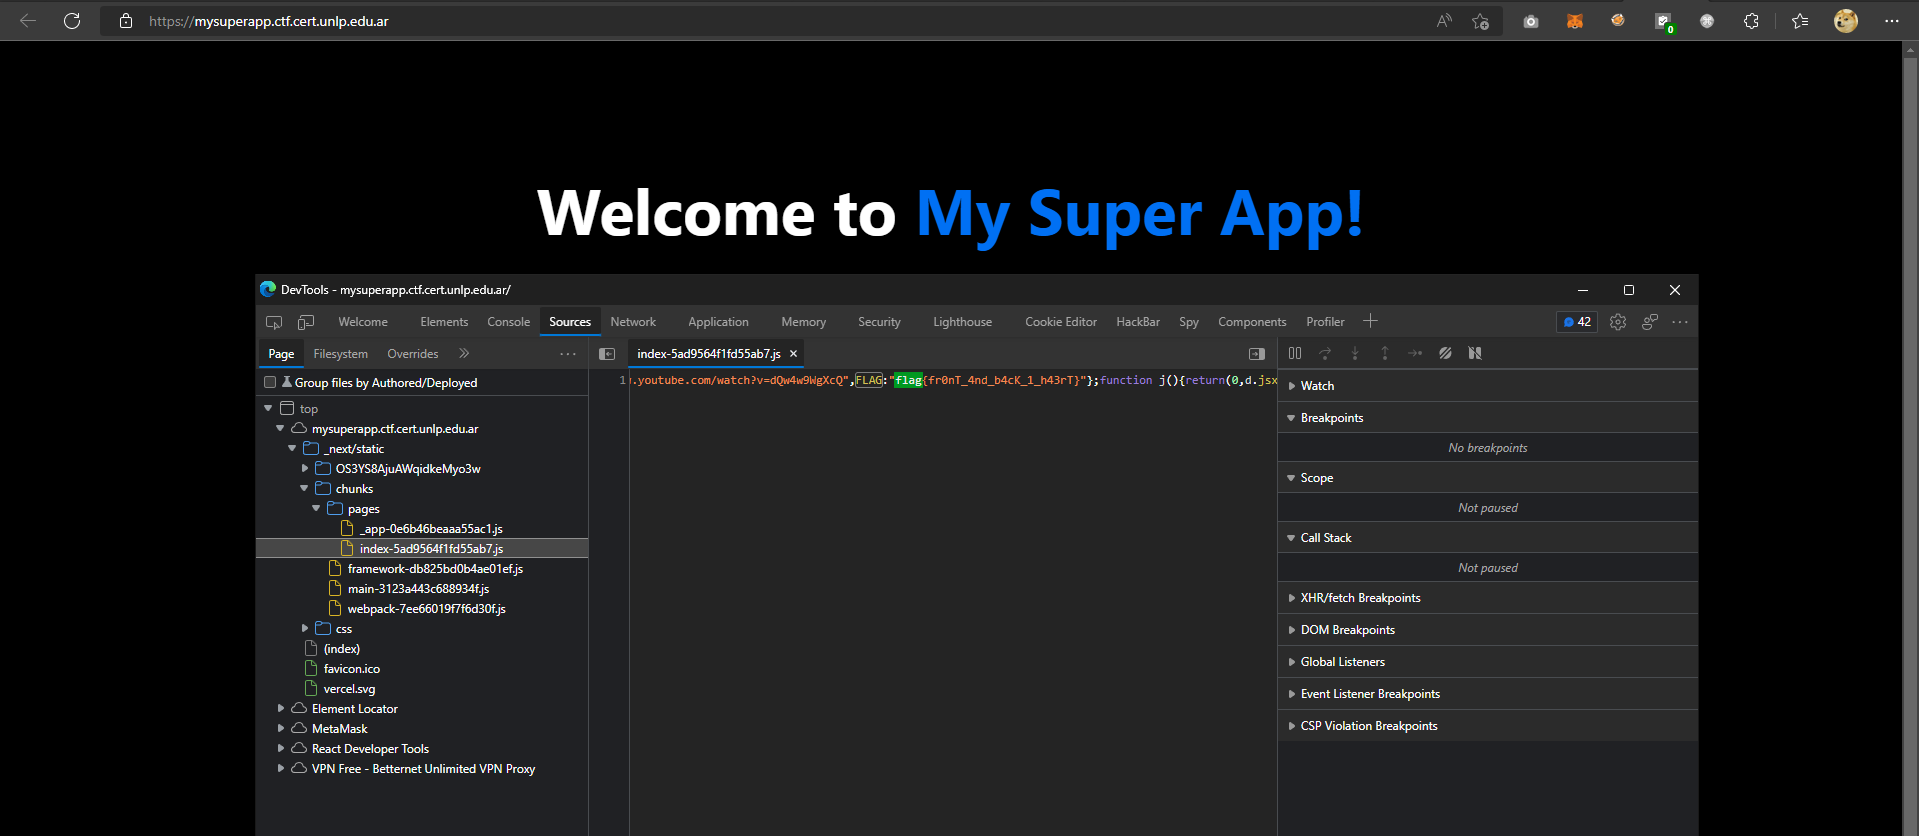 https://mysuperapp.ctf.cert.unlp.edu.ar
0
Welcome to My Super App!
DevTools - mysuperapp.ctf.cert.unlp.edu.ar/
Welcome Elements Console Sources Network Application Memory Security Lighthouse Cookie Editor HackBar Spy Components Profiler 42
Page Filesystem Overrides index-5ad9564f1fd55ab7.js
Group files by Authored/Deployed
1 .youtube.com/watch?v=dQw4w9WgXcQ",FLAG:"flag{fr0nT_4nd_b4cK_1_h43rT}"};function j(){return(0,d.jsx
top
mysuperapp.ctf.cert.unlp.edu.ar
_next/static
OS3YS8AjuAWqidkeMyo3w
chunks
pages
_app-0e6b46beaaa55ac1.js
index-5ad9564f1fd55ab7.js
framework-db825bd0b4ae01ef.js
main-3123a443c688934f.js
webpack-7ee66019f7f6d30f.js
css
(index)
favicon.ico
vercel.svg
Element Locator
MetaMask
React Developer Tools
VPN Free - Betternet Unlimited VPN Proxy
Watch
Breakpoints
No breakpoints
Scope
Not paused
Call Stack
Not paused
XHR/fetch Breakpoints
DOM Breakpoints
Global Listeners
Event Listener Breakpoints
CSP Violation Breakpoints